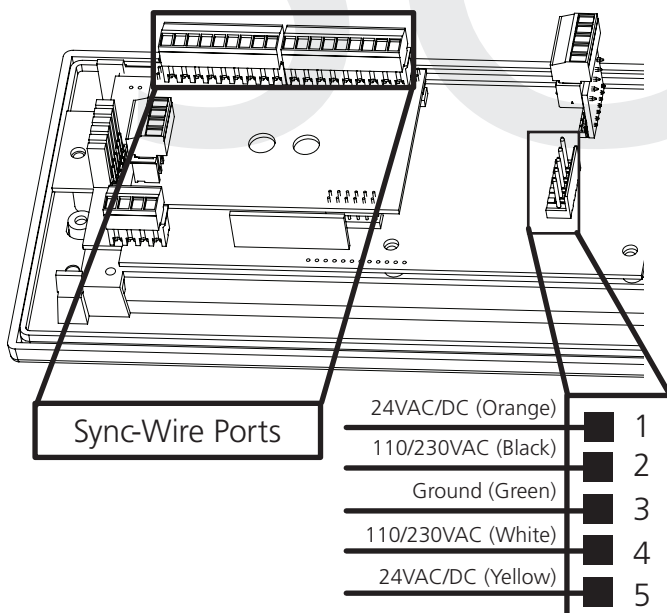 Sync-Wire Ports
24VAC/DC (Orange) 1
110/230VAC (Black) 2
Ground (Green) 3
110/230VAC (White) 4
24VAC/DC (Yellow) 5